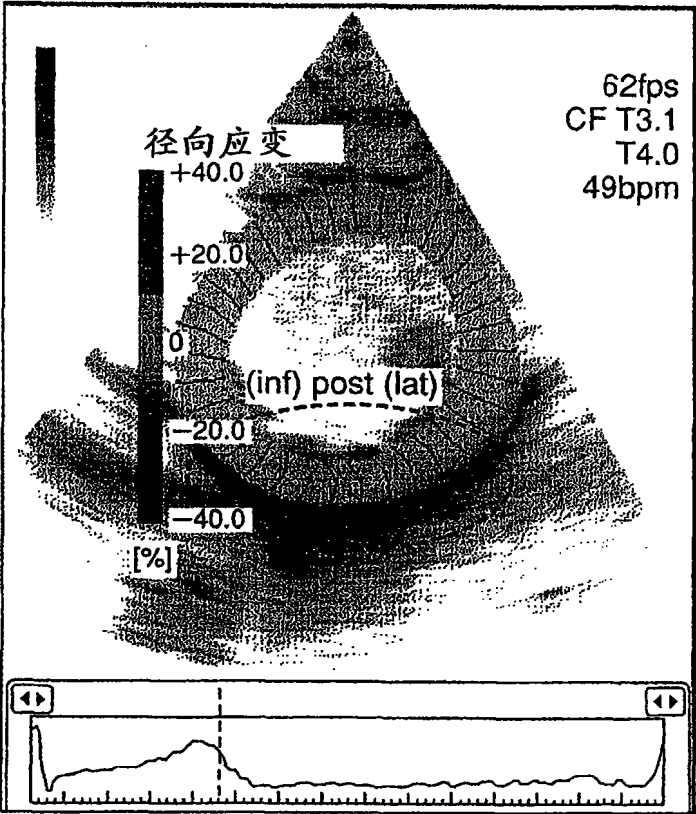 62fps
CF T3.1
T4.0
49bpm
径向应变
+40.0
+20.0
0
(inf) post (lat)
−20.0
−40.0
[%]